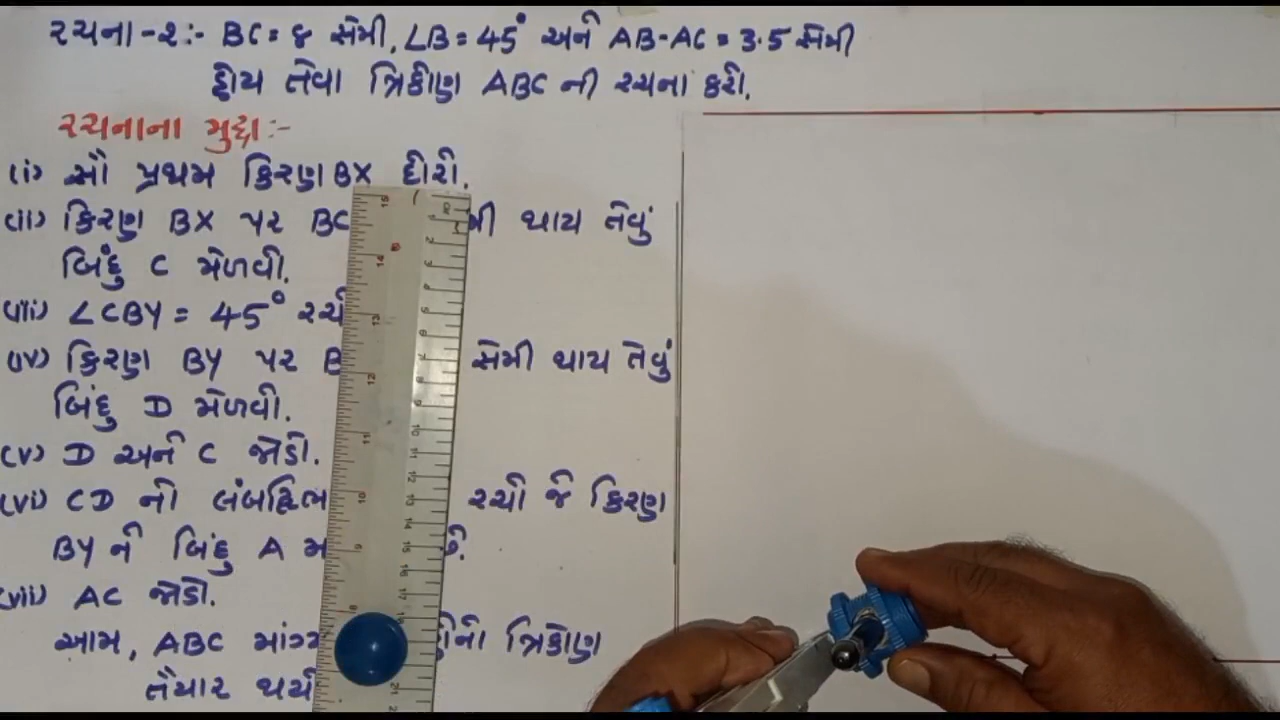 રચના -૨:- BC = ૪ સેમી, ∠B = 45° અને AB-AC = 3.5 સેમી
હોય તેવા ત્રિકોણ ABC ની રચના કરો.
રચનાના મુદ્દા:-
(i) સૌ પ્રથમ કિરણ BX દોરો.
(ii) કિરણ BX પર BC થાય તેવું
બિંદુ C મેળવો.
(iii) ∠CBY = 45°
(iv) કિરણ BY પર સેમી થાય તેવું
બિંદુ D મેળવો.
(v) D અને C જોડો.
(vi) CD નો રચો જે કિરણ
BY ને બિંદુ A
(vii) AC જોડો.
આમ, ABC ત્રિકોણ
તૈયાર